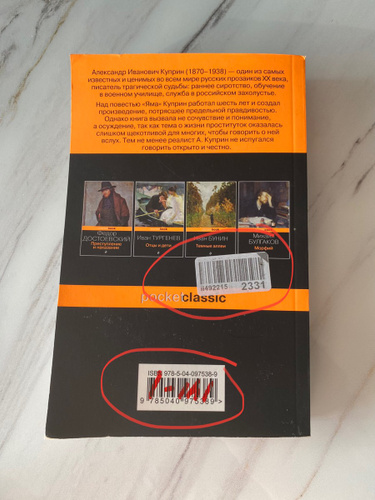 Александр Иванович Куприн (1870–1938) — один из самых
известных и ценимых во всем мире русских прозаиков XX века,
писатель трагической судьбы: раннее сиротство, обучение
в военном училище, служба в российском захолустье.
Над повестью «Яма» Куприн работал шесть лет и создал
произведение, потрясшее предельной правдивостью.
Однако книга вызвала не сочувствие и понимание,
а осуждение, так как тема о жизни проституток оказалась
слишком щекотливой для многих, чтобы говорить о ней
вслух. Тем не менее реалист А. Куприн не испугался
говорить открыто и честно.
Федор
ДОСТОЕВСКИЙ
Преступление
и наказание
Иван ТУРГЕНЕВ
Отцы и дети
Иван БУНИН
Темные аллеи
Михаил
БУЛГАКОВ
Морфий
0492215
2331
pocketclassic
ISBN 978-5-04-097538-9
9 785040 975389 >